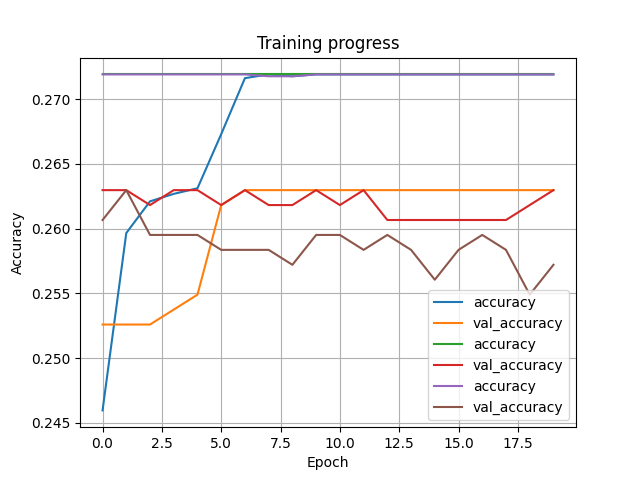 Training progress
Accuracy
0.270
0.265
0.260
0.255
0.250
0.245
0.0 2.5 5.0 7.5 10.0 12.5 15.0 17.5
Epoch
accuracy
val_accuracy
accuracy
val_accuracy
accuracy
val_accuracy